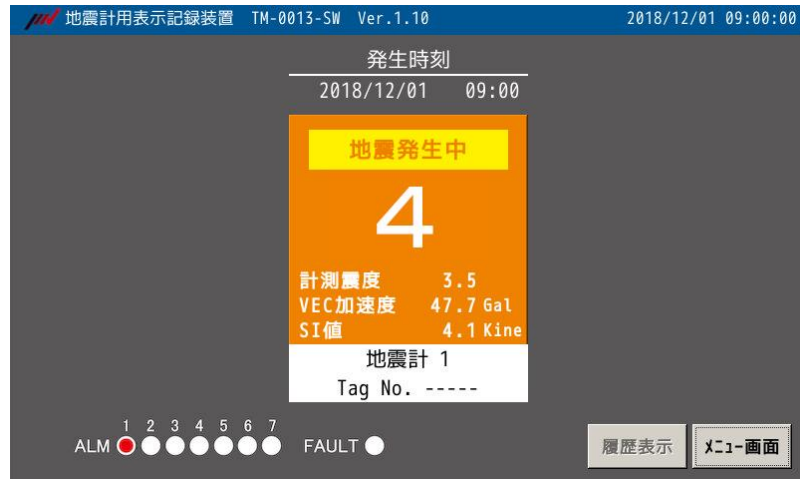 地震計用表示記録装置 TM-0013-SW Ver.1.10 2018/12/01 09:00:00
発生時刻
2018/12/01 09:00
地震発生中
4
計測震度 3.5
VEC加速度 47.7 Gal
SI値 4.1 Kine
地震計 1
Tag No. -----
1 2 3 4 5 6 7
ALM FAULT 履歴表示 ﾒﾆｭｰ画面